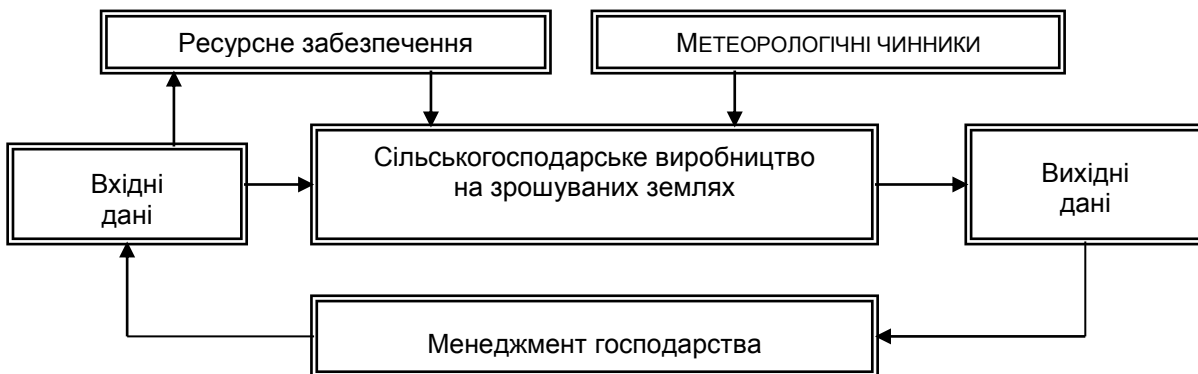 Ресурсне забезпечення
МЕТЕОРОЛОГІЧНІ ЧИННИКИ
Вхідні
дані
Сільськогосподарське виробництво
на зрошуваних землях
Вихідні
дані
Менеджмент господарства